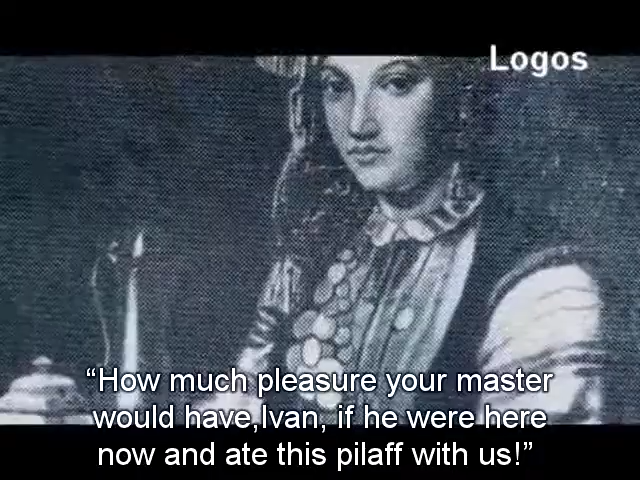 Logos
“How much pleasure your master
would have,Ivan, if he were here
now and ate this pilaff with us!”